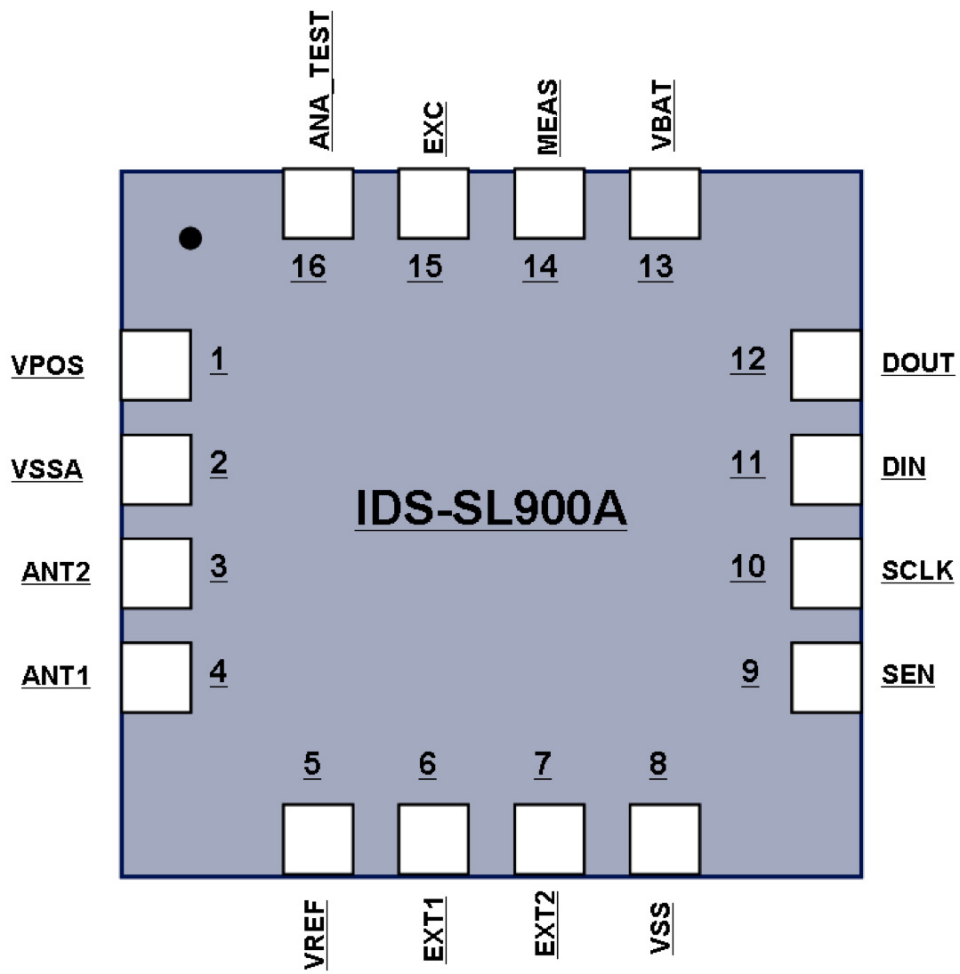 ANA_TEST
EXC
MEAS
VBAT
16 15 14 13
VPOS 1 12 DOUT
VSSA 2 11 DIN
IDS-SL900A
ANT2 3 10 SCLK
ANT1 4 9 SEN
5 6 7 8
VREF
EXT1
EXT2
VSS